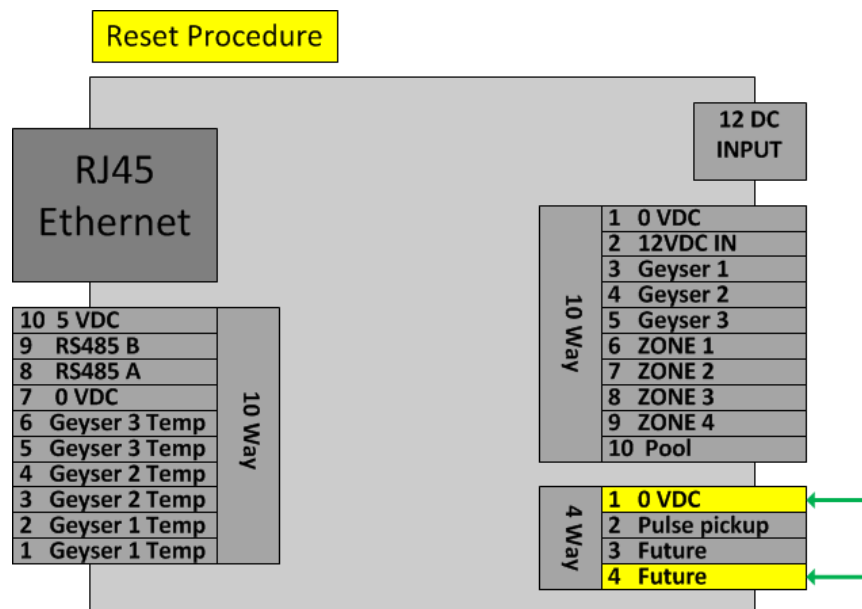 Reset Procedure
12 DC
INPUT
RJ45
Ethernet
10 Way
1 0 VDC
2 12VDC IN
3 Geyser 1
4 Geyser 2
5 Geyser 3
6 ZONE 1
7 ZONE 2
8 ZONE 3
9 ZONE 4
10 Pool
10 5 VDC
9 RS485 B
8 RS485 A
7 0 VDC
6 Geyser 3 Temp
5 Geyser 3 Temp
4 Geyser 2 Temp
3 Geyser 2 Temp
2 Geyser 1 Temp
1 Geyser 1 Temp
10 Way
4 Way
1 0 VDC
2 Pulse pickup
3 Future
4 Future